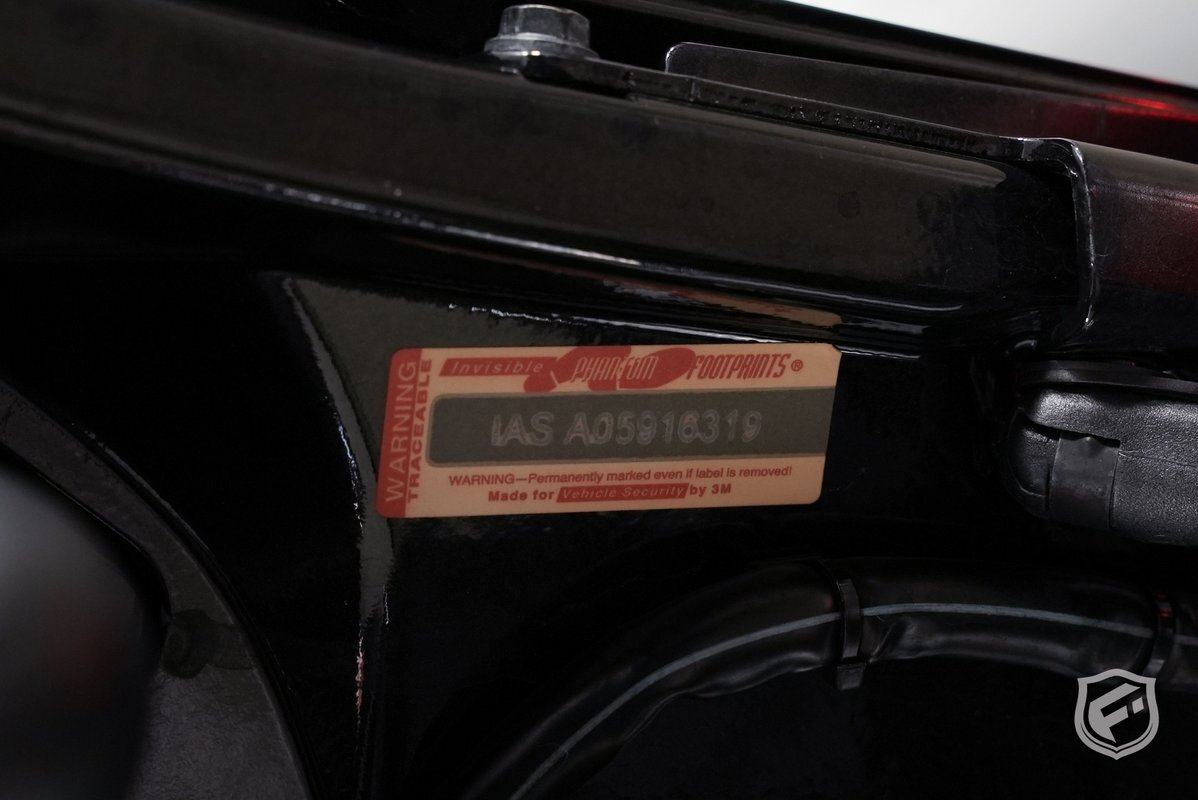 WARNING
TRACEABLE
Invisible PHANTOM FOOTPRINTS®
IAS A05916319
WARNING—Permanently marked even if label is removed!
Made for Vehicle Security by 3M